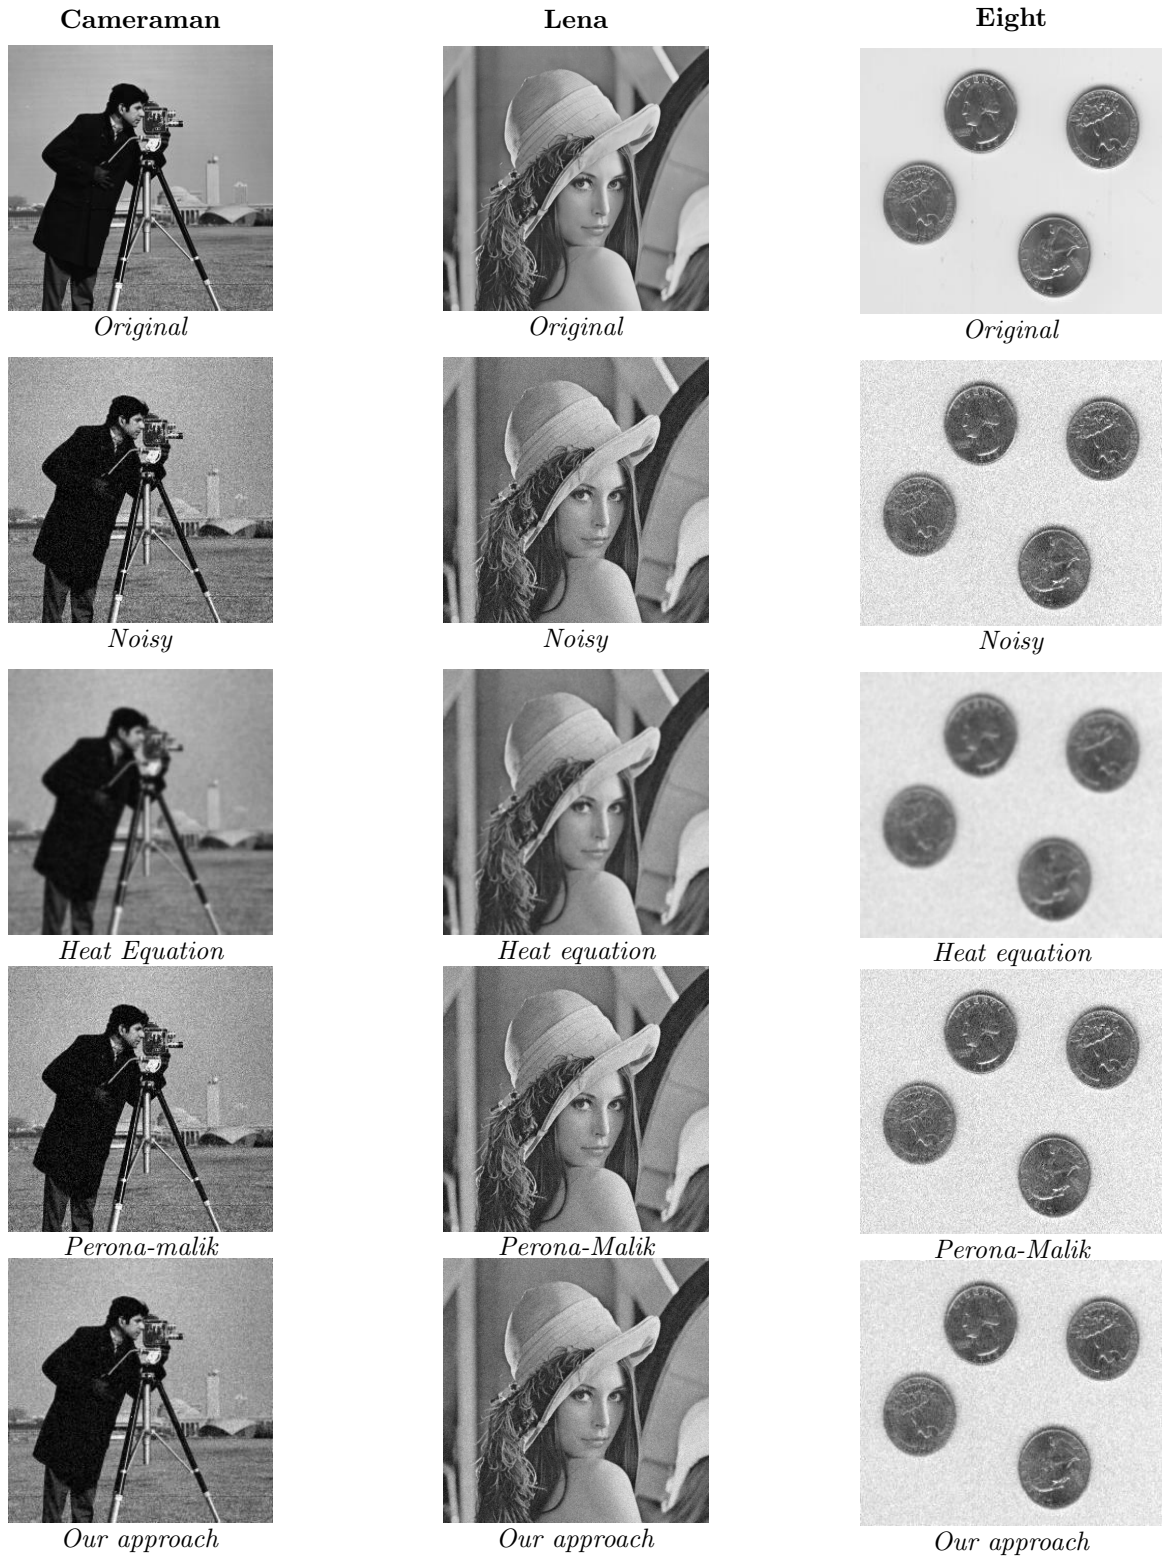 Cameraman
Lena
Eight
Original
Original
Original
Noisy
Noisy
Noisy
Heat Equation
Heat equation
Heat equation
Perona-malik
Perona-Malik
Perona-Malik
Our approach
Our approach
Our approach